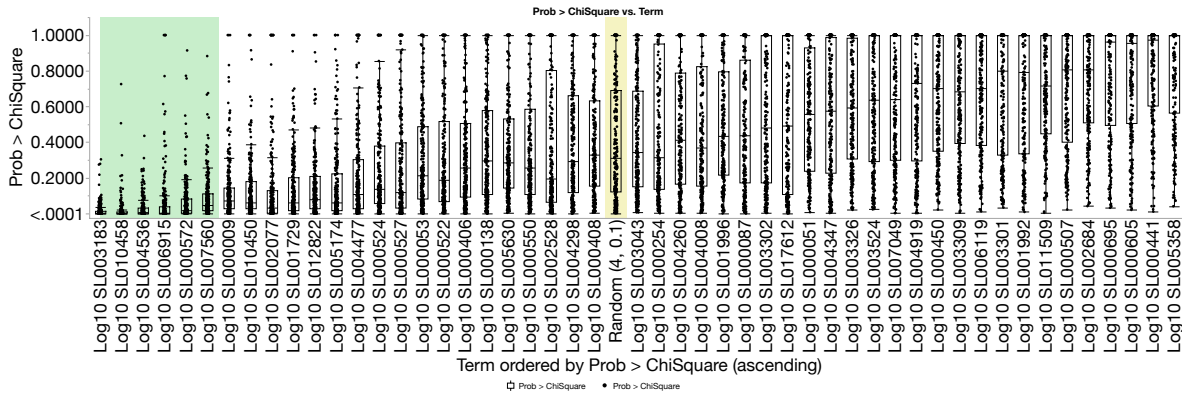 Prob > ChiSquare vs. Term
1.0000
0.8000
0.6000
0.4000
0.2000
<.0001
Prob > ChiSquare
Log10 SL003183
Log10 SL010458
Log10 SL004536
Log10 SL006915
Log10 SL000572
Log10 SL007560
Log10 SL000009
Log10 SL010450
Log10 SL002077
Log10 SL001729
Log10 SL012822
Log10 SL005174
Log10 SL004477
Log10 SL000524
Log10 SL000527
Log10 SL000053
Log10 SL000522
Log10 SL000406
Log10 SL000138
Log10 SL005630
Log10 SL000550
Log10 SL002528
Log10 SL004298
Log10 SL000408
Random (4, 0.1)
Log10 SL003043
Log10 SL000254
Log10 SL004260
Log10 SL004008
Log10 SL001996
Log10 SL000087
Log10 SL003302
Log10 SL017612
Log10 SL000051
Log10 SL004347
Log10 SL003326
Log10 SL003524
Log10 SL007049
Log10 SL004919
Log10 SL000450
Log10 SL003309
Log10 SL006119
Log10 SL003301
Log10 SL001992
Log10 SL011509
Log10 SL000507
Log10 SL002684
Log10 SL000695
Log10 SL000605
Log10 SL000441
Log10 SL005358
Term ordered by Prob > ChiSquare (ascending)
Prob > ChiSquare Prob > ChiSquare